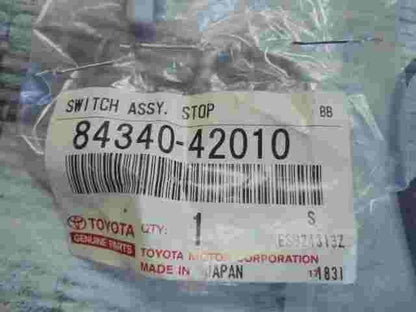 SWITCH ASSY. STOP BB
84340-42010
TOYOTA QTY: 1 S
GENUINE PARTS
TOYOTA MOTOR CORPORATION
MADE IN JAPAN